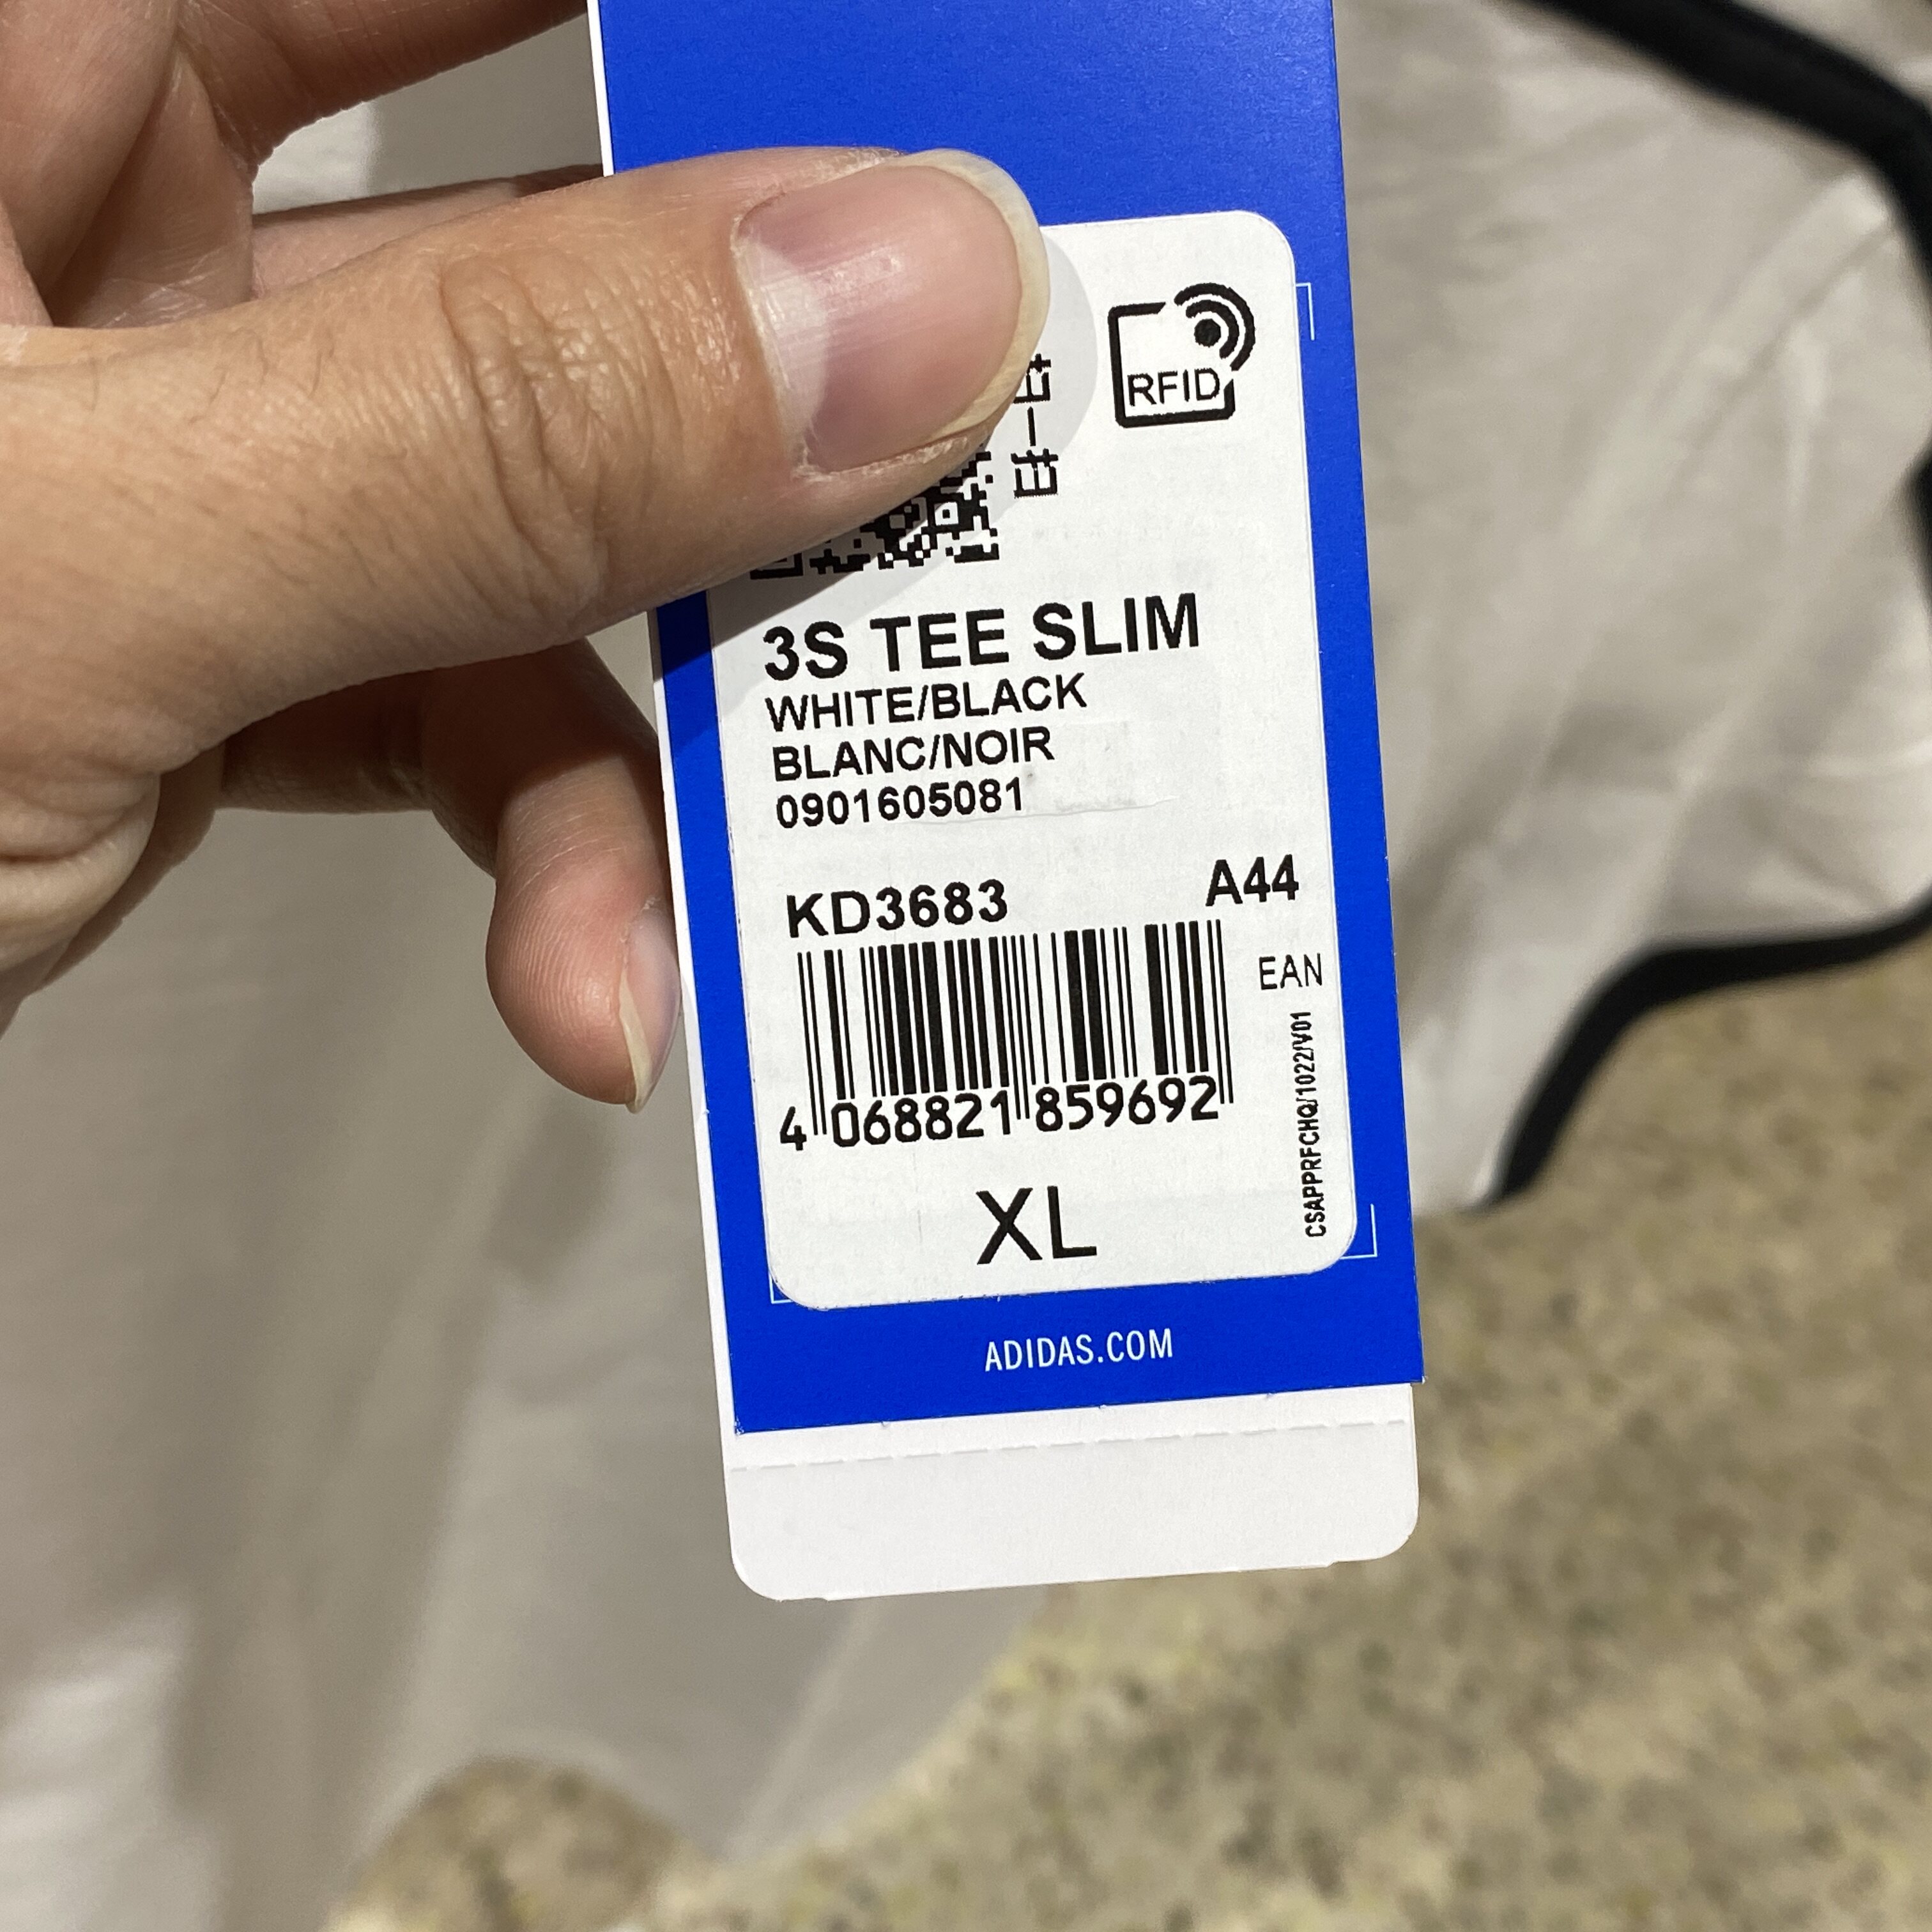 RFID
3S TEE SLIM
WHITE/BLACK
BLANC/NOIR
0901605081
KD3683
A44
EAN
4 068821 859692
CSAPPRFCHQ/1022/V01
XL
ADIDAS.COM